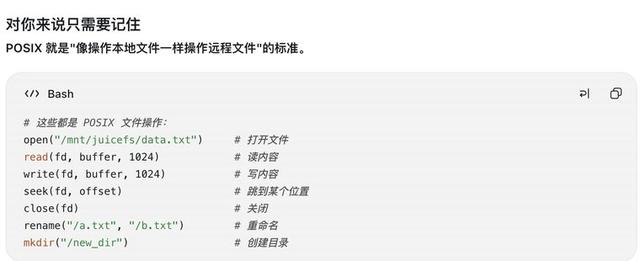 对你来说只需要记住
POSIX 就是"像操作本地文件一样操作远程文件"的标准。
Bash
# 这些都是 POSIX 文件操作：
open("/mnt/juicefs/data.txt")     # 打开文件
read(fd, buffer, 1024)            # 读内容
write(fd, buffer, 1024)           # 写内容
seek(fd, offset)                  # 跳到某个位置
close(fd)                         # 关闭
rename("/a.txt", "/b.txt")        # 重命名
mkdir("/new_dir")                 # 创建目录